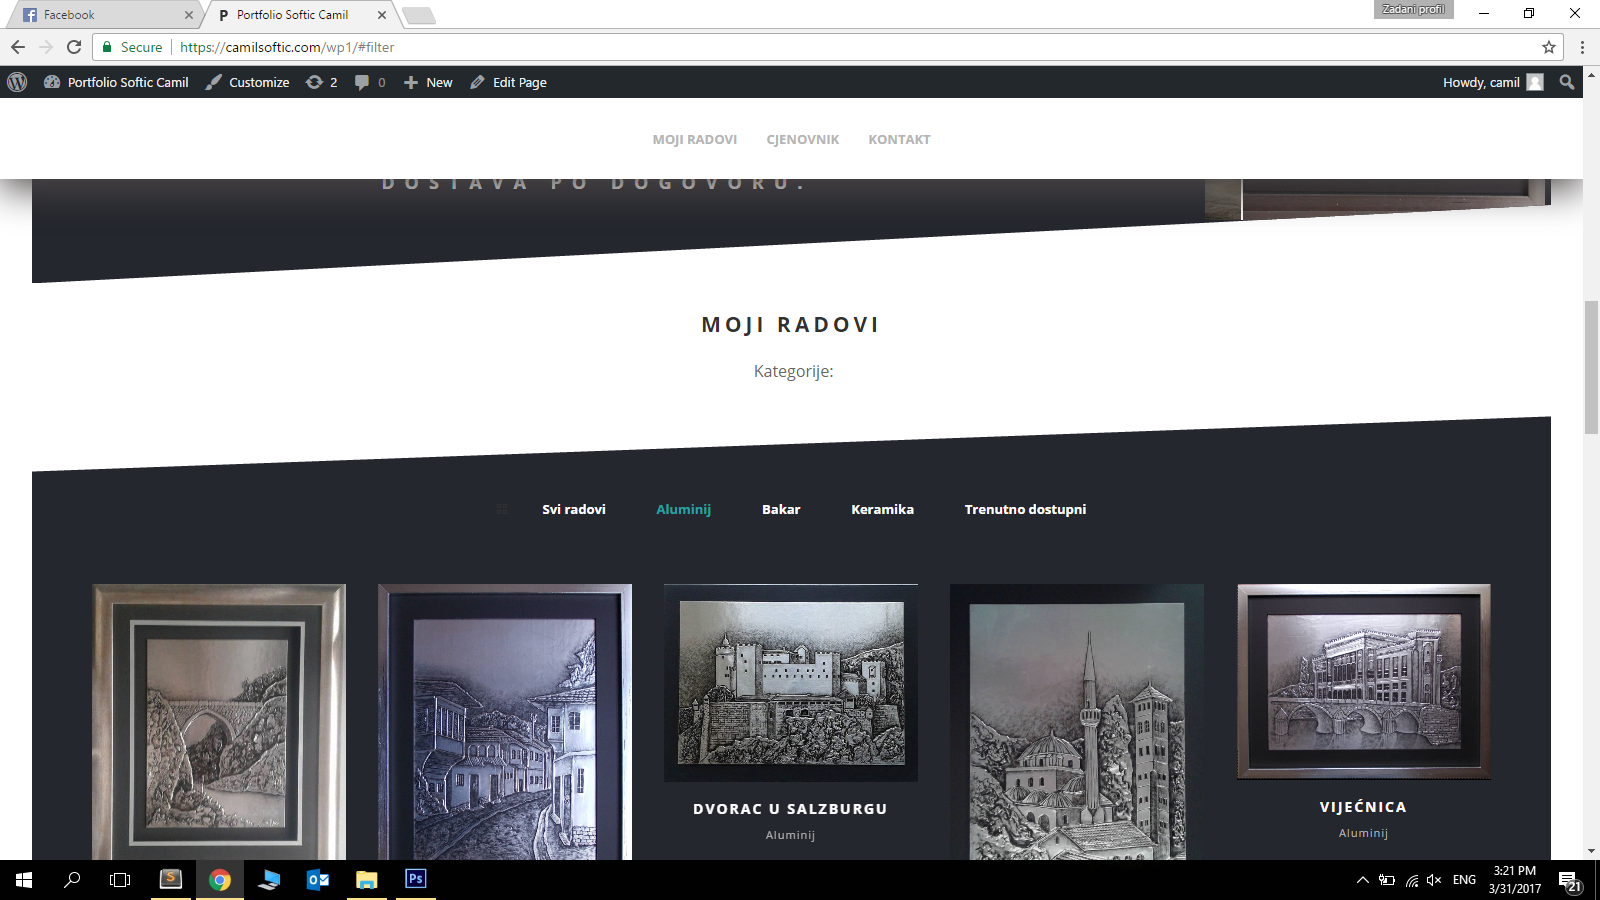 Facebook
Portfolio Softic Camil
Zadani profil
Secure https://camilsoftic.com/wp1/#filter
Portfolio Softic Camil Customize 2 0 New Edit Page Howdy, camil
MOJI RADOVI CJENOVNIK KONTAKT
DOSTAVA PO DOGOVORU.
MOJI RADOVI
Kategorije:
Svi radovi Aluminij Bakar Keramika Trenutno dostupni
DVORAC U SALZBURGU
Aluminij
VIJEĆNICA
Aluminij
ENG
3:21 PM
3/31/2017
21